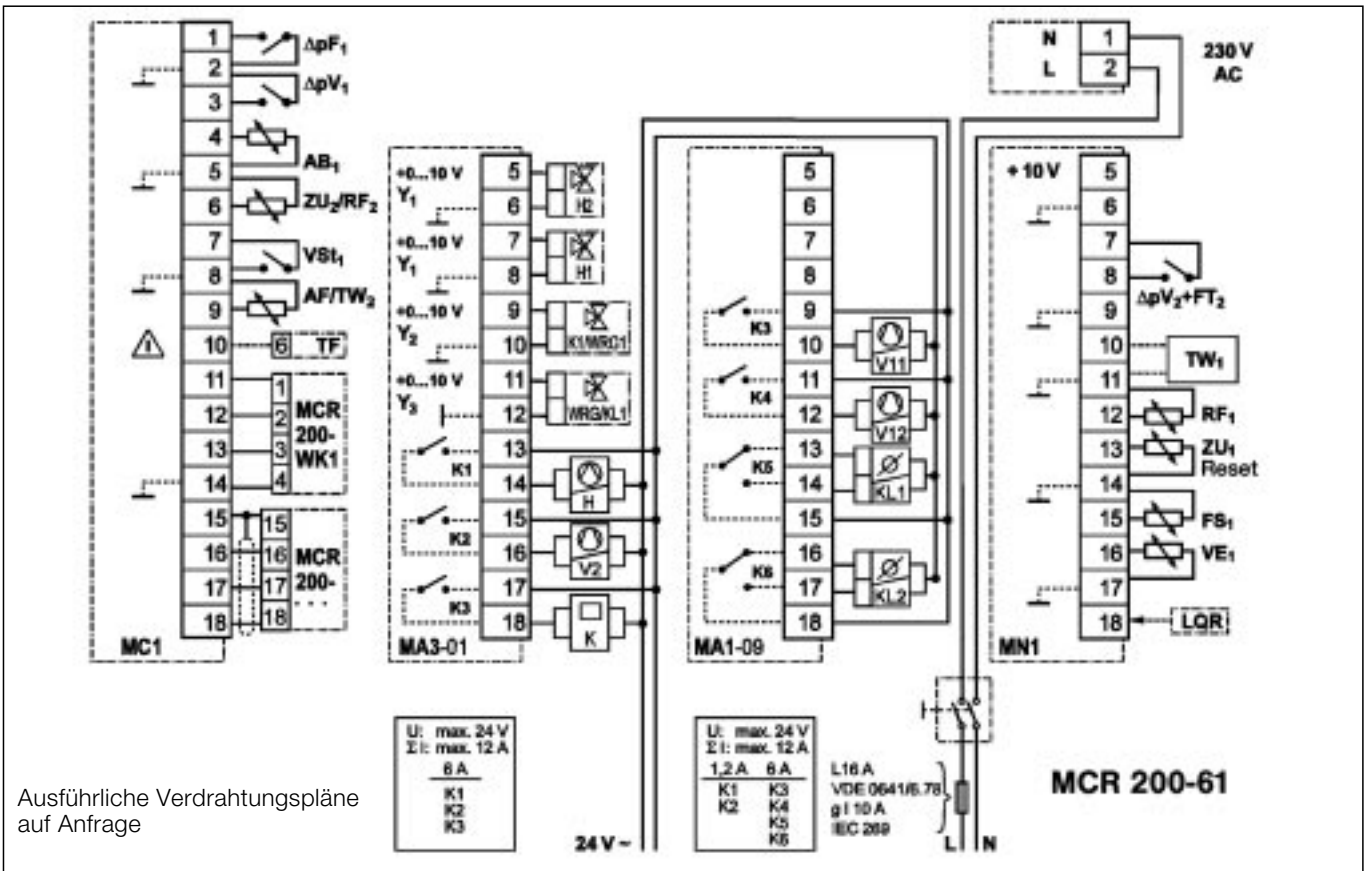 1
2
3
4
5
6
7
8
9
10
11
12
13
14
15
16
17
18
ΔpF₁
ΔpV₁
AB₁
ZU₂/RF₂
VSt₁
AF/TW₂
6 TF
1
2
3
4
MCR
200-
WK1
15
16
17
18
MCR
200-
. . .
MC1
+0...10 V
Y₁
+0...10 V
Y₁
+0...10 V
Y₂
+0...10 V
Y₃
K1
K2
K3
5
6
7
8
9
10
11
12
13
14
15
16
17
18
H2
H1
K1/WRG1
WRG/KL1
H
V2
K
MA3-01
K3
K4
K5
K6
5
6
7
8
9
10
11
12
13
14
15
16
17
18
V11
V12
KL1
KL2
MA1-09
N 1
L 2
230 V
AC
+ 10 V
5
6
7
8
9
10
11
12
13
14
15
16
17
18
ΔpV₂+FT₂
TW₁
RF₁
ZU₁
Reset
FS₁
VE₁
LQR
MN1
U: max. 24 V
Σ I: max. 12 A
6 A
K1
K2
K3
U: max. 24 V
Σ I: max. 12 A
1,2 A 6 A
K1 K3
K2 K4
K5
K6
L16 A
VDE 0641/6.78
g l 10 A
IEC 269
24 V ~
L N
MCR 200-61
Ausführliche Verdrahtungspläne
auf Anfrage